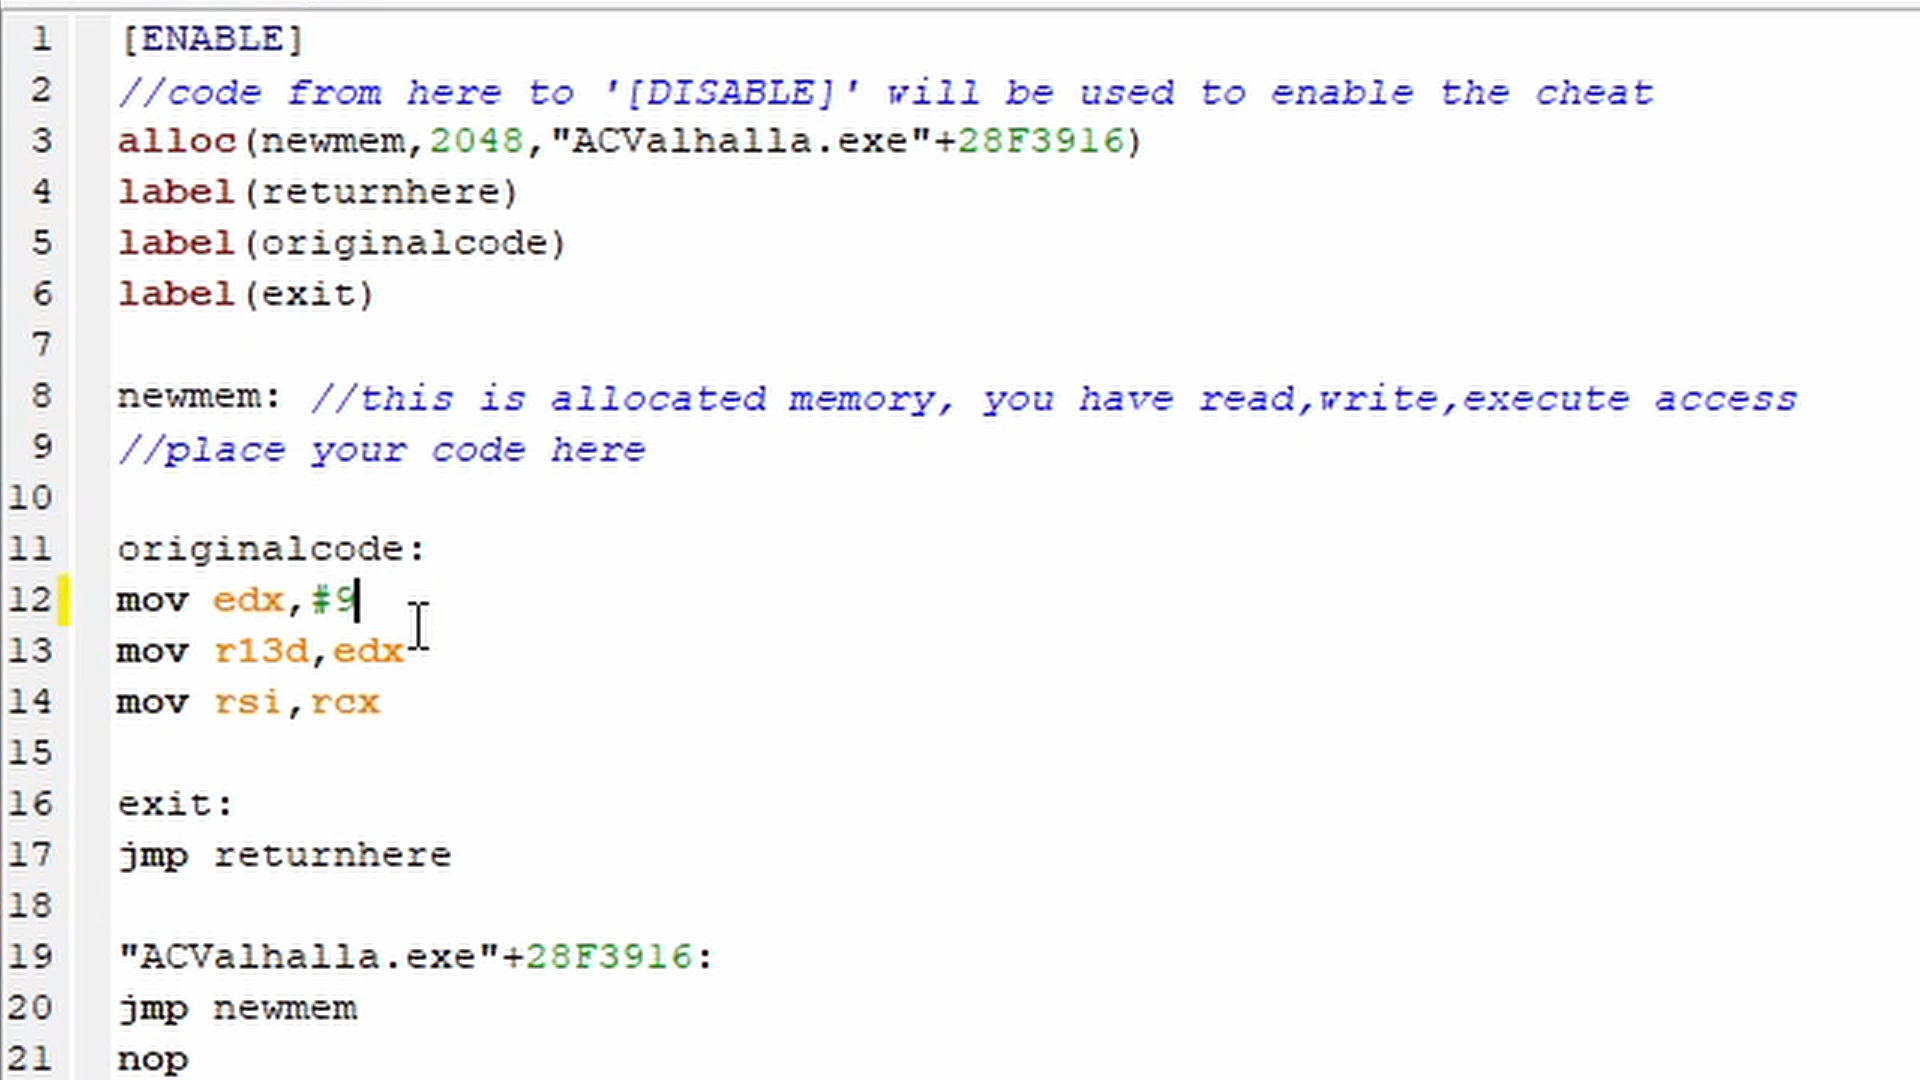 1 [ENABLE]
2 //code from here to '[DISABLE]' will be used to enable the cheat
3 alloc(newmem,2048,"ACValhalla.exe"+28F3916)
4 label(returnhere)
5 label(originalcode)
6 label(exit)
7
8 newmem: //this is allocated memory, you have read,write,execute access
9 //place your code here
10
11 originalcode:
12 mov edx,#9
13 mov r13d,edx
14 mov rsi,rcx
15
16 exit:
17 jmp returnhere
18
19 "ACValhalla.exe"+28F3916:
20 jmp newmem
21 nop